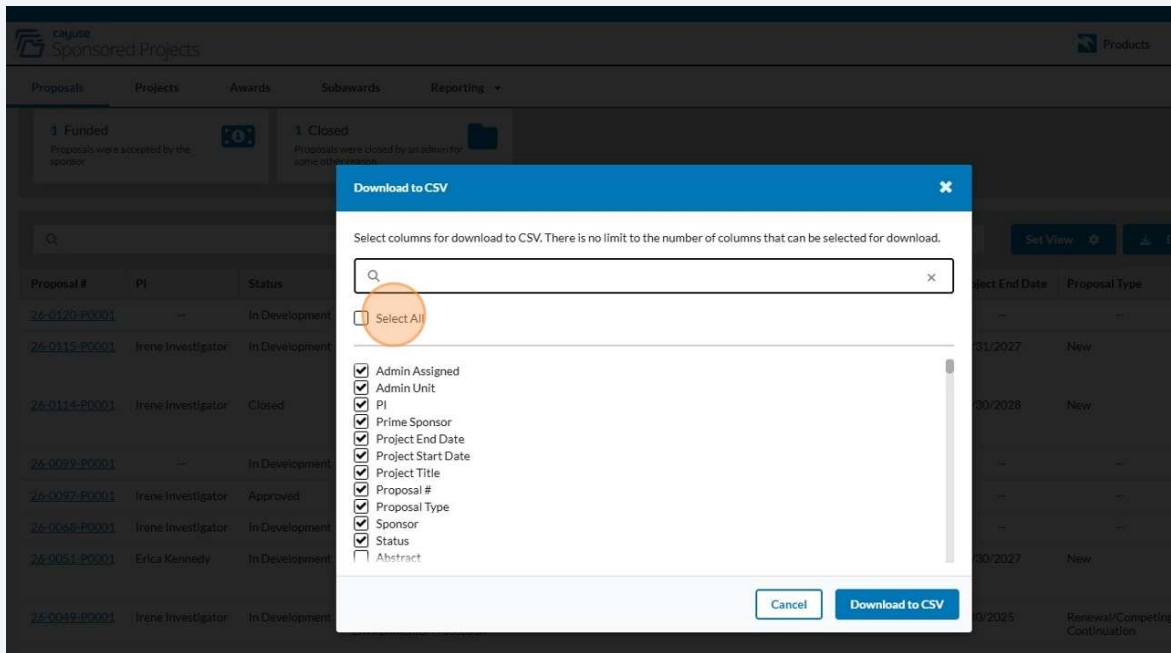 cayuse
Sponsored Projects
Products
Proposals Projects Awards Subawards Reporting
1 Funded
Proposals were accepted by the
sponsor
1 Closed
Proposals were closed by an admin for
some other reason
Download to CSV
Select columns for download to CSV. There is no limit to the number of columns that can be selected for download.
Set View
Select All
Proposal # PI Status ject End Date Proposal Type
26-0120-P0001 -- In Development -- --
26-0115-P0001 Irene Investigator In Development /31/2027 New
26-0114-P0001 Irene Investigator Closed /30/2028 New
26-0099-P0001 -- In Development -- --
26-0097-P0001 Irene Investigator Approved -- --
26-0068-P0001 Irene Investigator In Development -- --
26-0051-P0001 Erica Kennedy In Development /30/2027 New
26-0049-P0001 Irene Investigator In Development 0/2025 Renewal/Competing
Continuation
Admin Assigned
Admin Unit
PI
Prime Sponsor
Project End Date
Project Start Date
Project Title
Proposal #
Proposal Type
Sponsor
Status
Abstract
Cancel Download to CSV